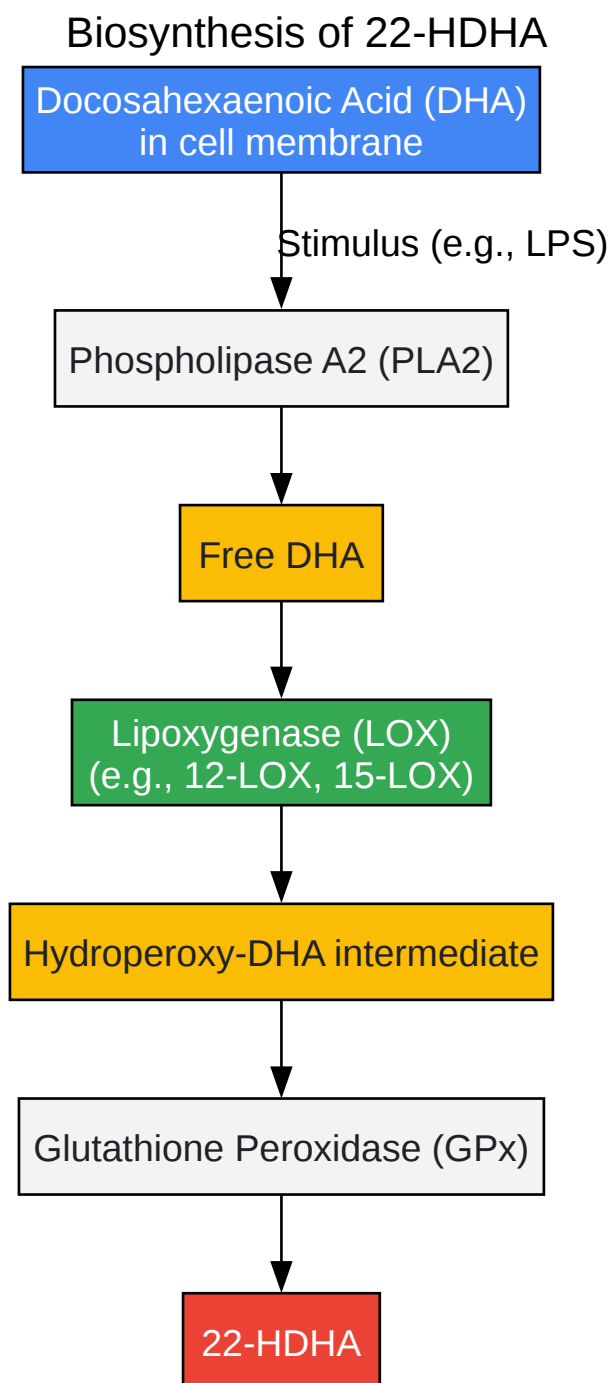 Biosynthesis of 22-HDHA
Docosahexaenoic Acid (DHA)
in cell membrane
Stimulus (e.g., LPS)
Phospholipase A2 (PLA2)
Free DHA
Lipoxygenase (LOX)
(e.g., 12-LOX, 15-LOX)
Hydroperoxy-DHA intermediate
Glutathione Peroxidase (GPx)
22-HDHA